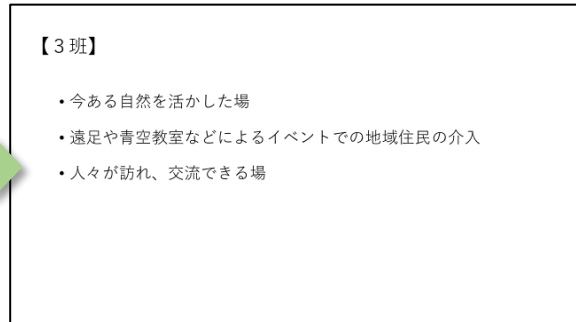 【3班】
•今ある自然を活かした場
•遠足や青空教室などによるイベントでの地域住民の介入
•人々が訪れ、交流できる場